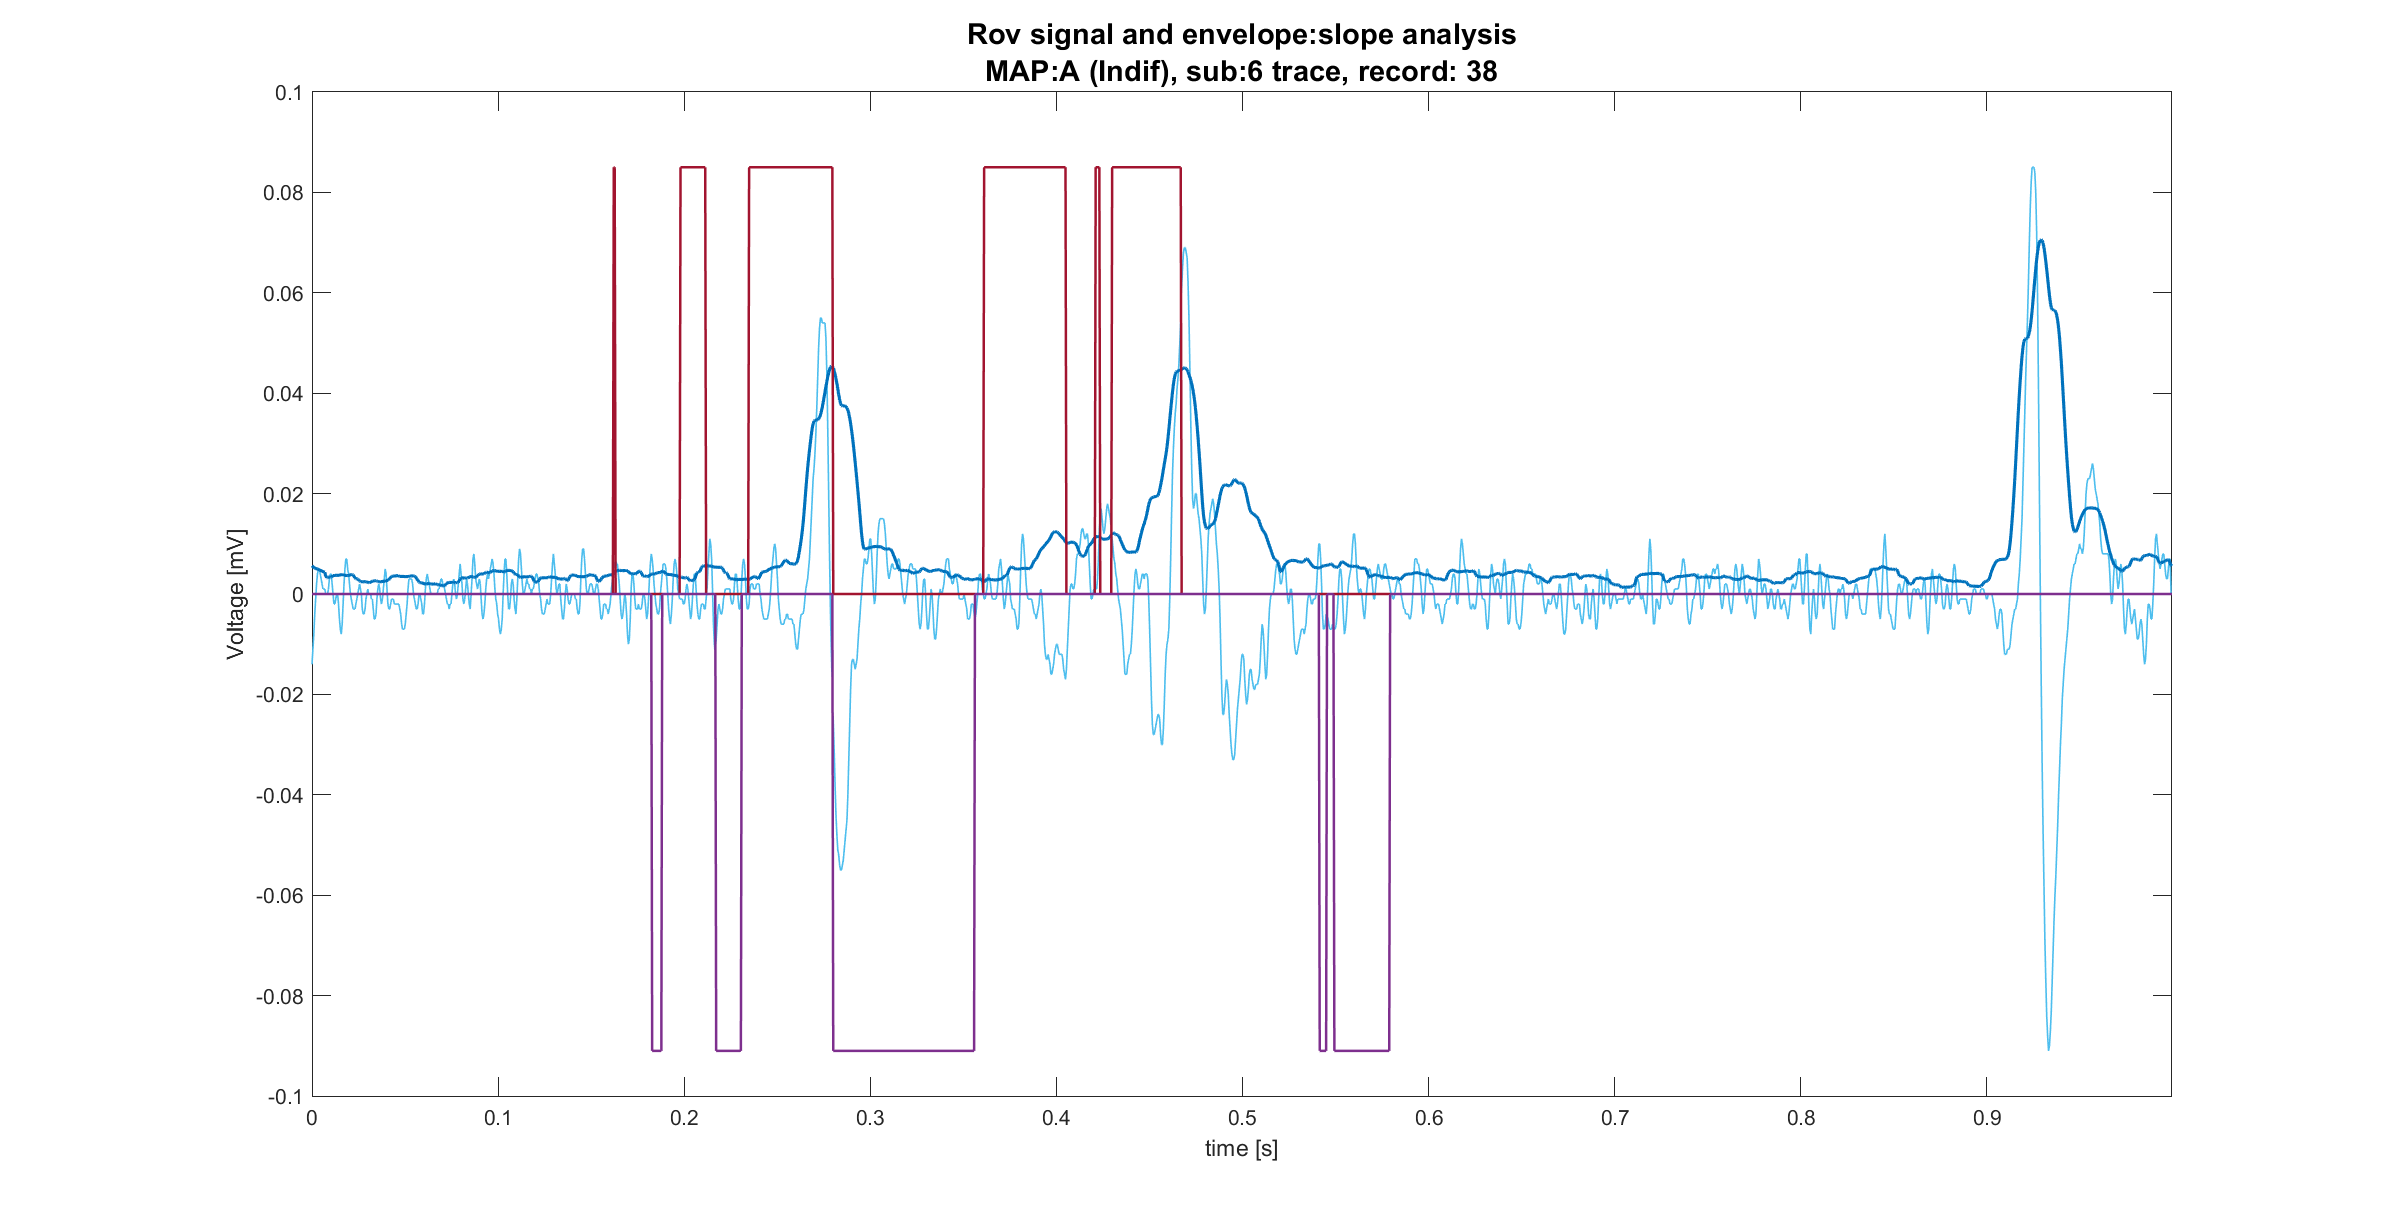 Rov signal and envelope:slope analysis
MAP:A (Indif), sub:6 trace, record: 38
0.1
0.08
0.06
0.04
0.02
0
-0.02
-0.04
-0.06
-0.08
-0.1
Voltage [mV]
0 0.1 0.2 0.3 0.4 0.5 0.6 0.7 0.8 0.9
time [s]